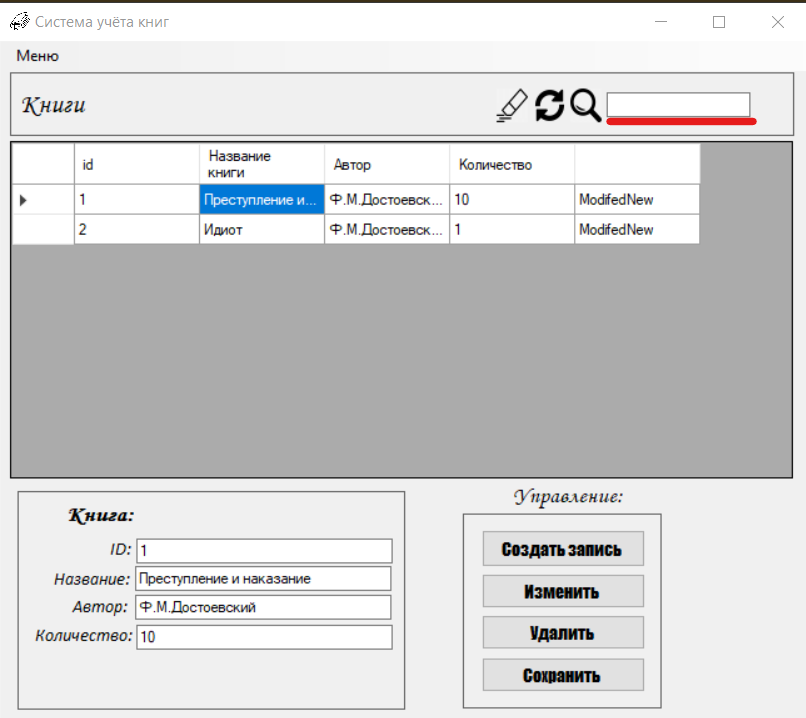 Система учёта книг
Меню
Книги
id Название книги Автор Количество
1 Преступление и... Ф.М.Достоевск... 10 ModifedNew
2 Идиот Ф.М.Достоевск... 1 ModifedNew
Книга:
ID: 1
Название: Преступление и наказание
Автор: Ф.М.Достоевский
Количество: 10
Управление:
Создать запись
Изменить
Удалить
Сохранить